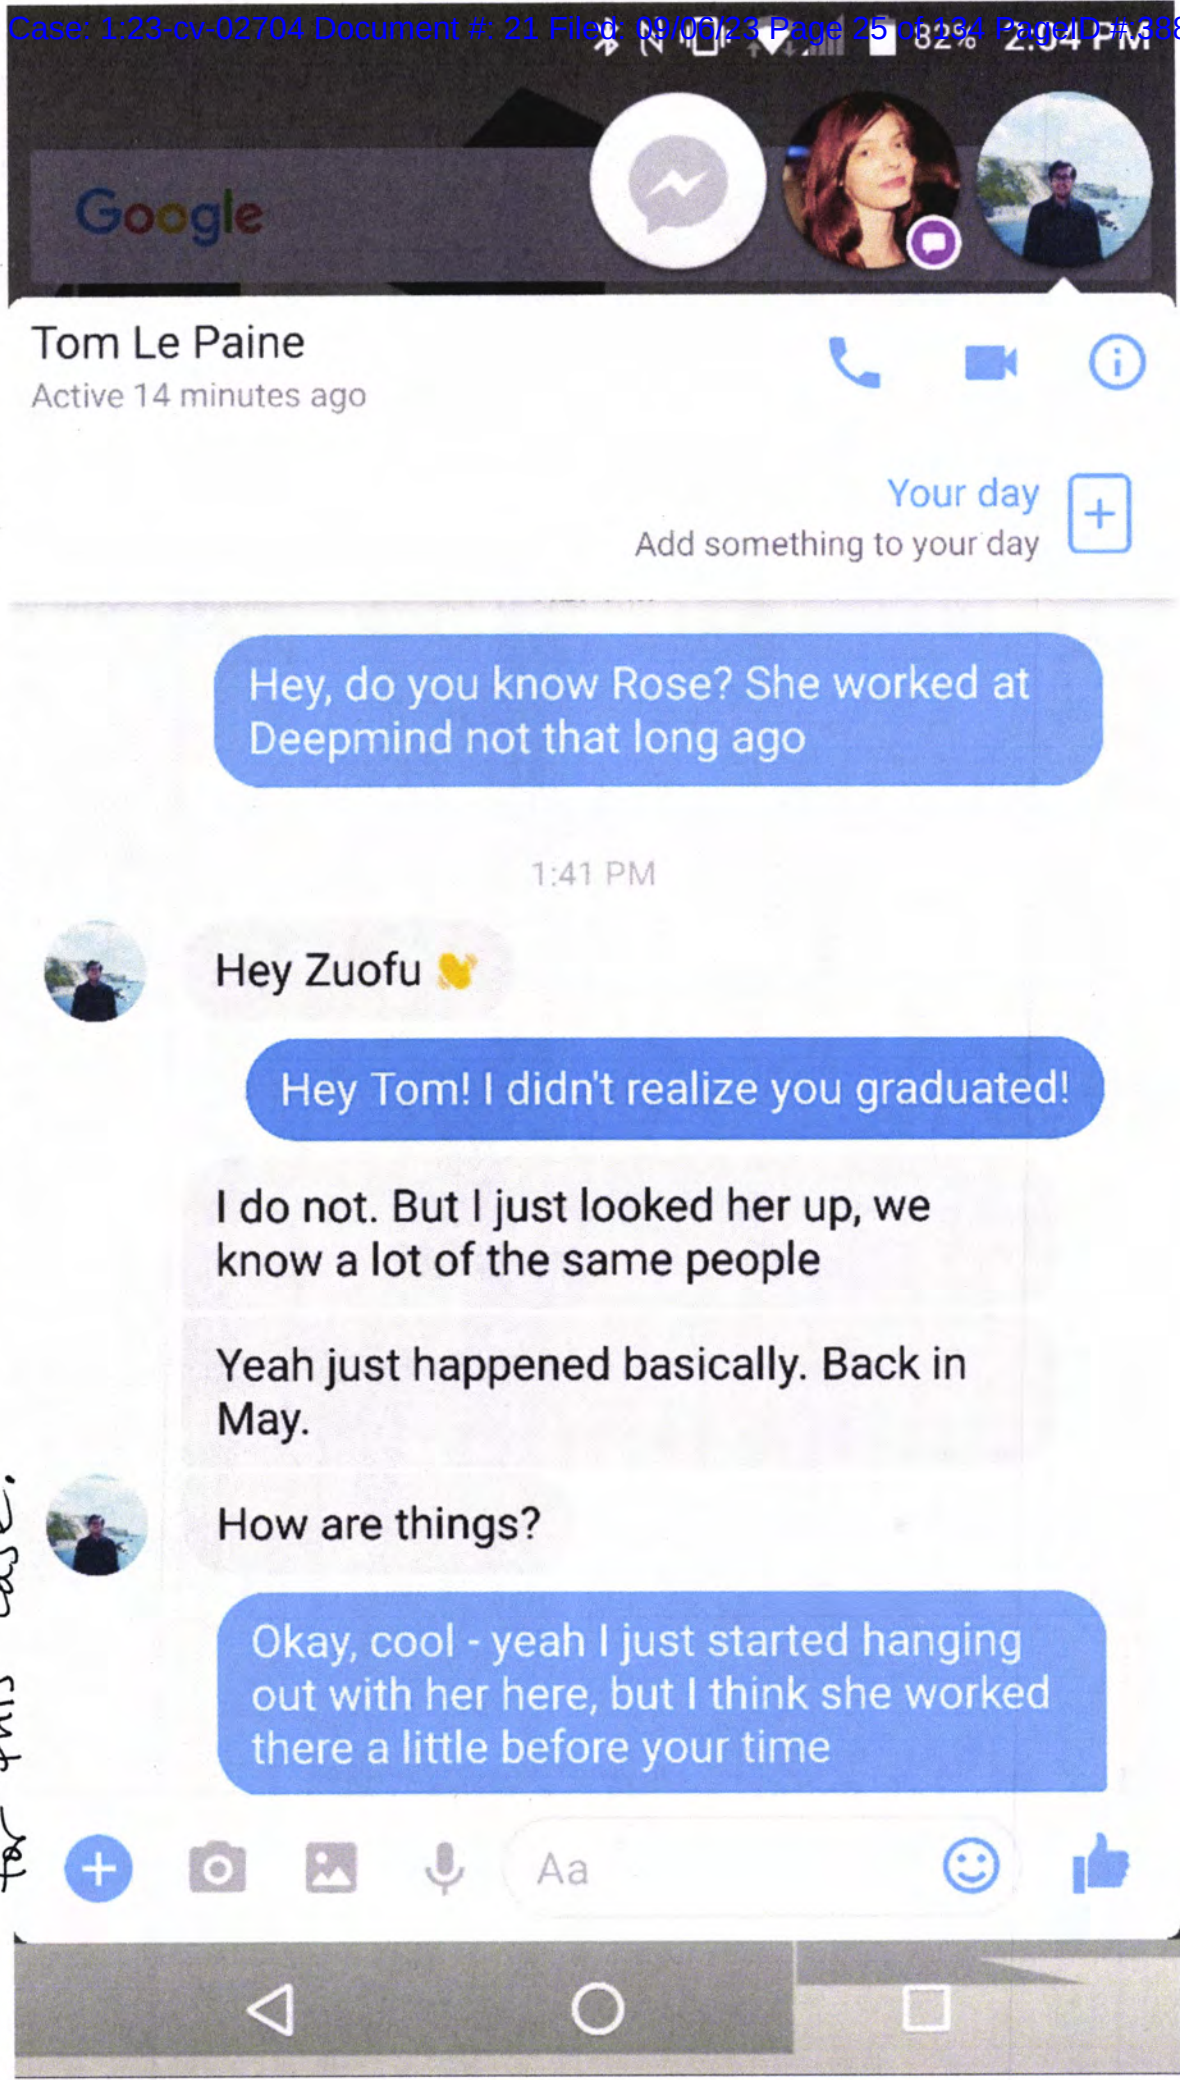 Case: 1:23-cv-02704 Document #: 21 Filed: 09/06/23 Page 25 of 134 PageID #:388
82% 2:04 PM
Google
Tom Le Paine
Active 14 minutes ago
Your day
Add something to your day
Hey, do you know Rose? She worked at
Deepmind not that long ago
1:41 PM
Hey Zuofu 👋
Hey Tom! I didn't realize you graduated!
I do not. But I just looked her up, we
know a lot of the same people
Yeah just happened basically. Back in
May.
How are things?
Okay, cool - yeah I just started hanging
out with her here, but I think she worked
there a little before your time
Aa
for this case.